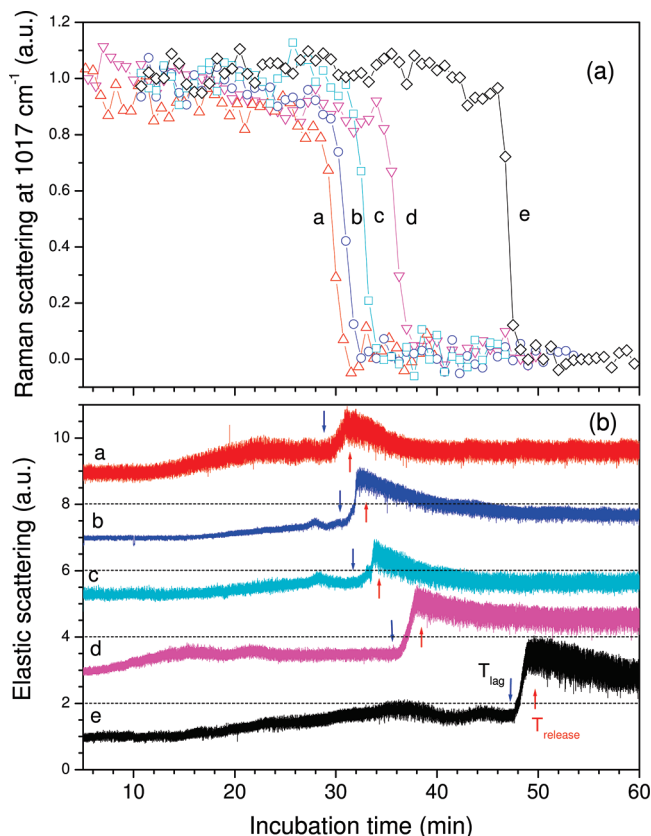 Raman scattering at 1017 cm⁻¹ (a.u.)
1.2
1.0
0.8
0.6
0.4
0.2
0.0
(a)
a b c d e
Elastic scattering (a.u.)
10
8
6
4
2
0
(b)
a
b
c
d
e
T_lag
T_release
5 10 20 30 40 50 60
Incubation time (min)